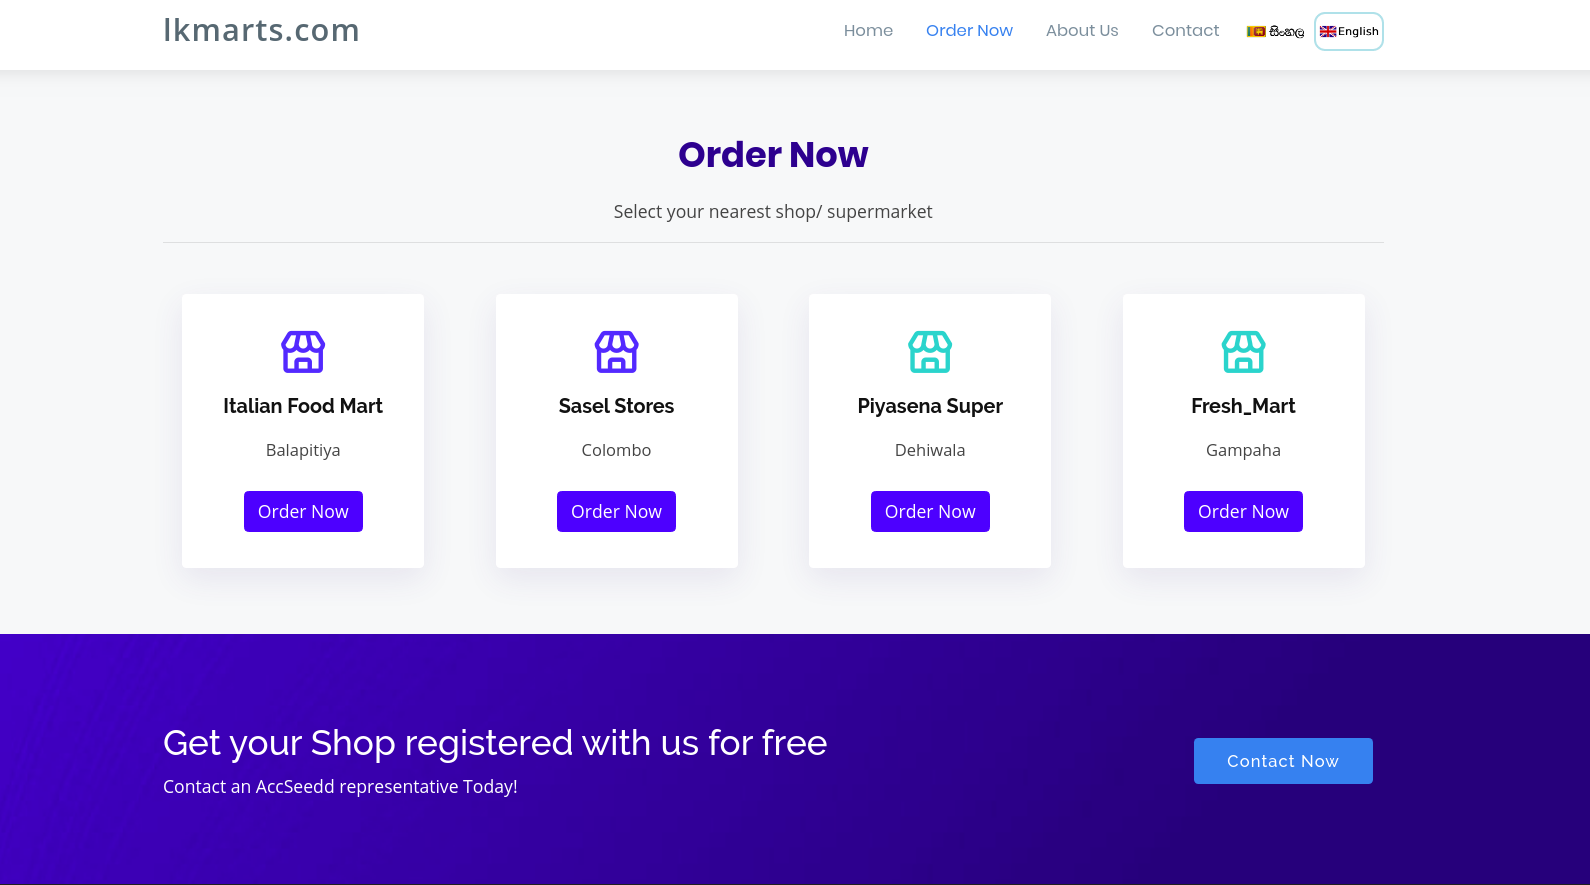 lkmarts.com
Home Order Now About Us Contact සිංහල English
Order Now
Select your nearest shop/ supermarket
Italian Food Mart
Balapitiya
Order Now
Sasel Stores
Colombo
Order Now
Piyasena Super
Dehiwala
Order Now
Fresh_Mart
Gampaha
Order Now
Get your Shop registered with us for free
Contact an AccSeedd representative Today!
Contact Now